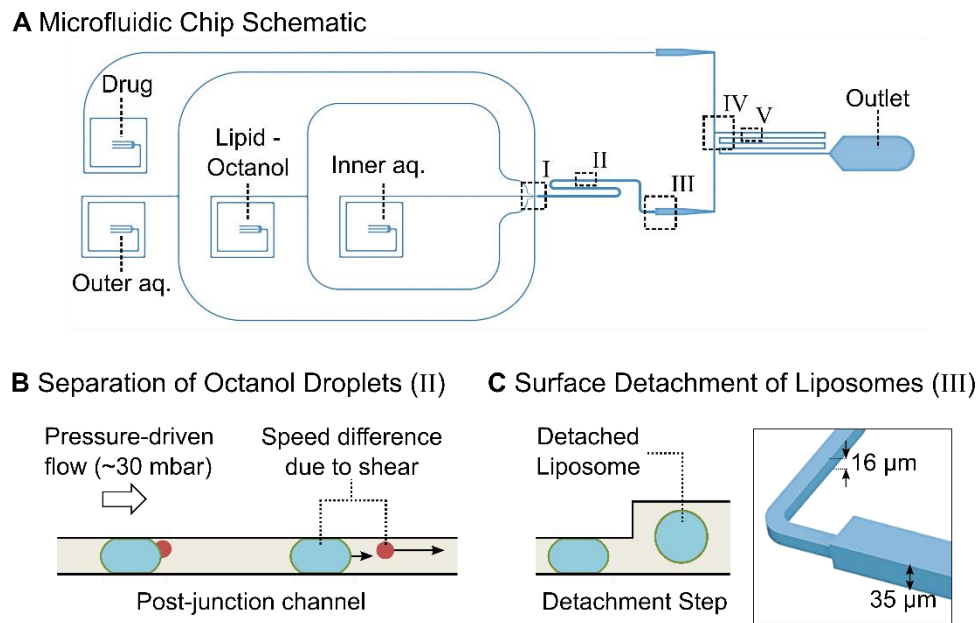 A Microfluidic Chip Schematic
Drug
Lipid -
Octanol
Inner aq.
Outer aq.
I
II
III
IV
V
Outlet
B Separation of Octanol Droplets (II)
Pressure-driven
flow (~30 mbar)
Speed difference
due to shear
Post-junction channel
C Surface Detachment of Liposomes (III)
Detached
Liposome
Detachment Step
16 μm
35 μm